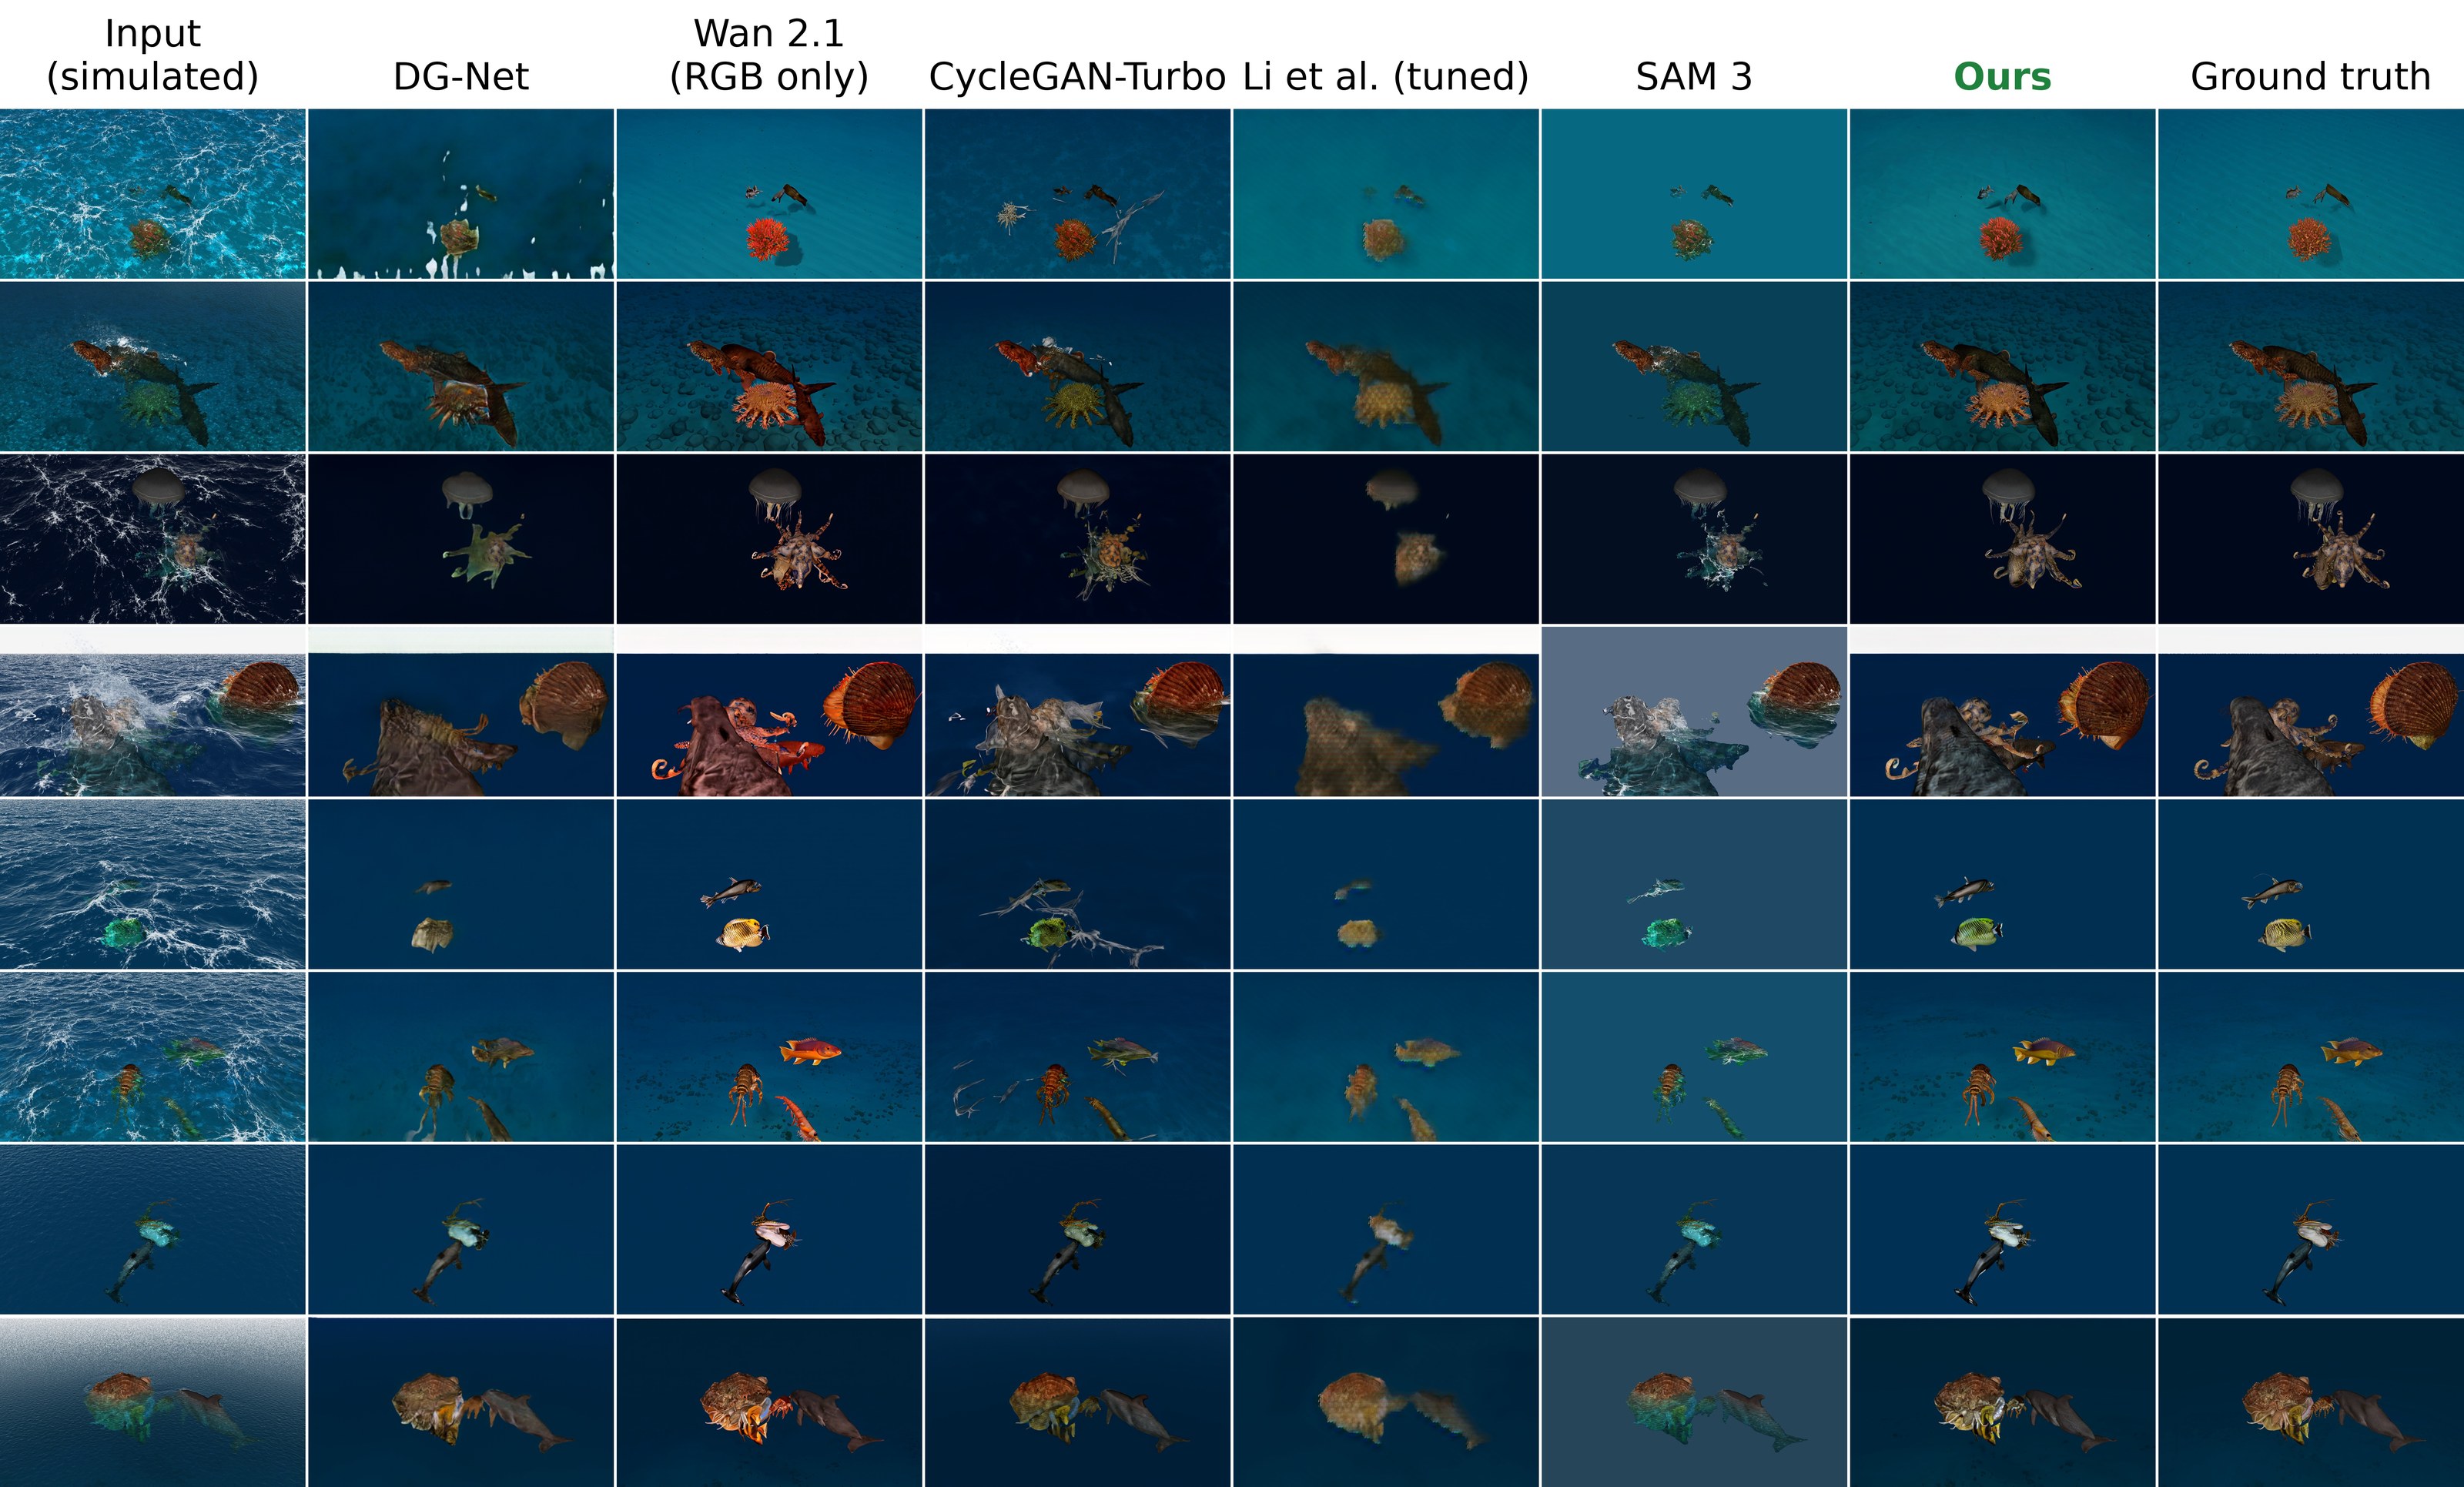 Input
(simulated)
DG-Net
Wan 2.1
(RGB only)
CycleGAN-Turbo
Li et al. (tuned)
SAM 3
Ours
Ground truth